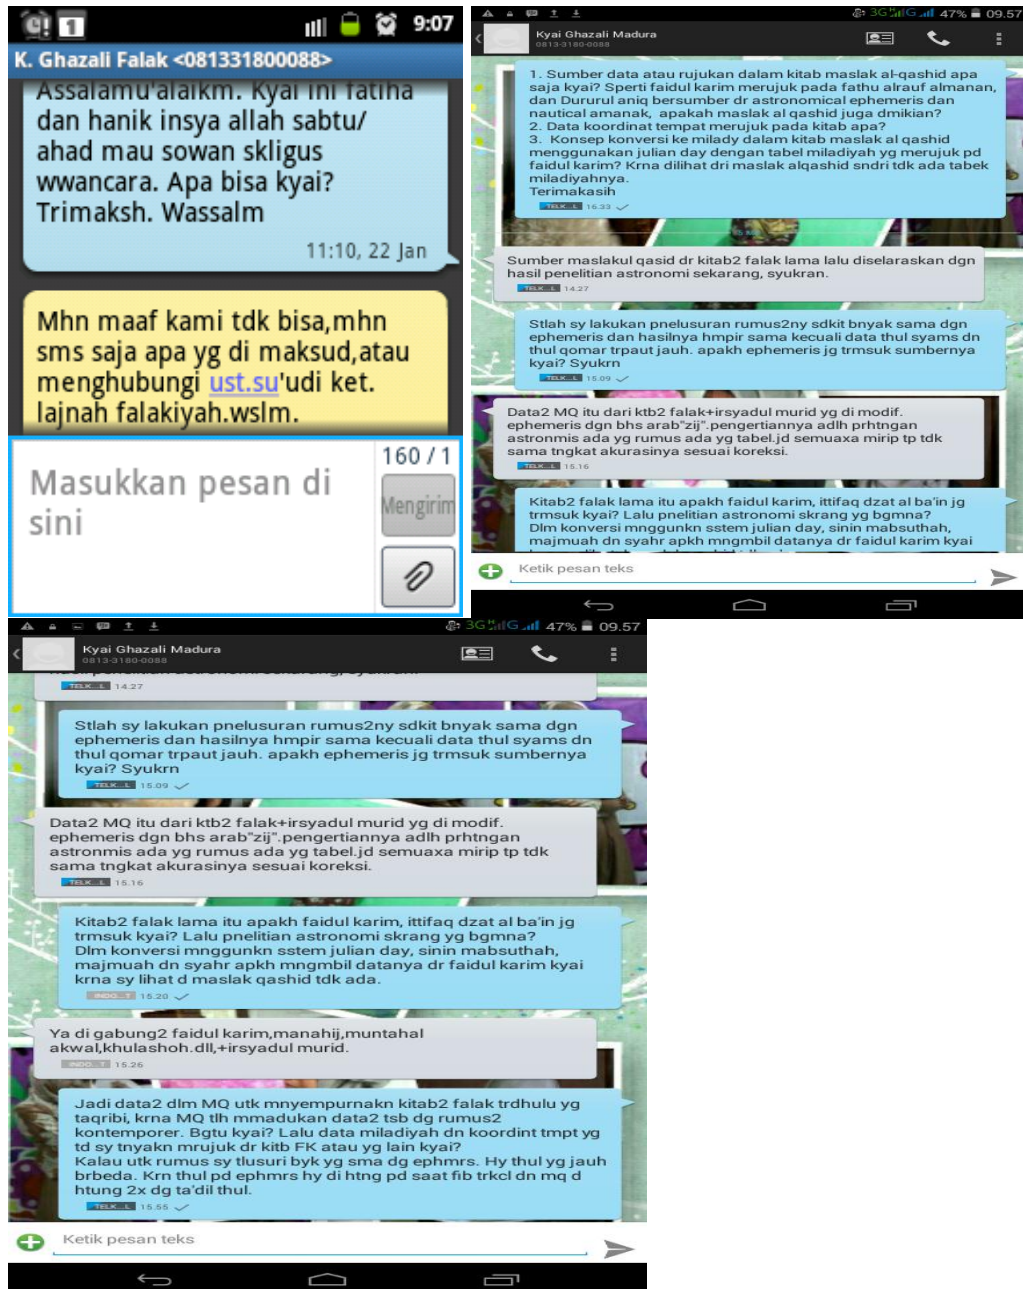 1
9:07
K. Ghazali Falak <081331800088>
Assalamu'alaikm. Kyai ini fatiha
dan hanik insya allah sabtu/
ahad mau sowan skligus
wwancara. Apa bisa kyai?
Trimaksh. Wassalm
11:10, 22 Jan
Mhn maaf kami tdk bisa,mhn
sms saja apa yg di maksud,atau
menghubungi ust.su'udi ket.
lajnah falakiyah.wslm.
Masukkan pesan di
sini
160 / 1
Mengirim
3G H G 47% 09.57
Kyai Ghazali Madura
0813-3180-0088
1. Sumber data atau rujukan dalam kitab maslak al-qashid apa
saja kyai? Sperti faidul karim merujuk pada fathu alrauf almanan,
dan Dururul aniq bersumber dr astronomical ephemeris dan
nautical amanak, apakah maslak al qashid juga dmikian?
2. Data koordinat tempat merujuk pada kitab apa?
3. Konsep konversi ke milady dalam kitab maslak al qashid
menggunakan julian day dengan tabel miladiyah yg merujuk pd
faidul karim? Krna dilihat dri maslak alqashid sndri tdk ada tabek
miladiyahnya.
Terimakasih
TELK...L 16.33
Sumber maslakul qasid dr kitab2 falak lama lalu diselaraskan dgn
hasil penelitian astronomi sekarang, syukran.
TELK...L 14.27
Stlah sy lakukan pnelusuran rumus2ny sdkit bnyak sama dgn
ephemeris dan hasilnya hmpir sama kecuali data thul syams dn
thul qomar trpaut jauh. apakh ephemeris jg trmsuk sumbernya
kyai? Syukrn
TELK...L 15.09
Data2 MQ itu dari ktb2 falak+irsyadul murid yg di modif.
ephemeris dgn bhs arab"zij".pengertiannya adlh prhtngan
astronmis ada yg rumus ada yg tabel.jd semuaxa mirip tp tdk
sama tngkat akurasinya sesuai koreksi.
TELK...L 15.16
Kitab2 falak lama itu apakh faidul karim, ittifaq dzat al ba'in jg
trmsuk kyai? Lalu pnelitian astronomi skrang yg bgmna?
Dlm konversi mnggunkn sstem julian day, sinin mabsuthah,
majmuah dn syahr apkh mngmbil datanya dr faidul karim kyai
Ketik pesan teks
3G H G 47% 09.57
Kyai Ghazali Madura
0813-3180-0088
TELK...L 14.27
Stlah sy lakukan pnelusuran rumus2ny sdkit bnyak sama dgn
ephemeris dan hasilnya hmpir sama kecuali data thul syams dn
thul qomar trpaut jauh. apakh ephemeris jg trmsuk sumbernya
kyai? Syukrn
TELK...L 15.09
Data2 MQ itu dari ktb2 falak+irsyadul murid yg di modif.
ephemeris dgn bhs arab"zij".pengertiannya adlh prhtngan
astronmis ada yg rumus ada yg tabel.jd semuaxa mirip tp tdk
sama tngkat akurasinya sesuai koreksi.
TELK...L 15.16
Kitab2 falak lama itu apakh faidul karim, ittifaq dzat al ba'in jg
trmsuk kyai? Lalu pnelitian astronomi skrang yg bgmna?
Dlm konversi mnggunkn sstem julian day, sinin mabsuthah,
majmuah dn syahr apkh mngmbil datanya dr faidul karim kyai
krna sy lihat d maslak qashid tdk ada.
INDO...T 15.20
Ya di gabung2 faidul karim,manahij,muntahal
akwal,khulashoh.dll,+irsyadul murid.
INDO...T 15.26
Jadi data2 dlm MQ utk mnyempurnakn kitab2 falak trdhulu yg
taqribi, krna MQ tlh mmadukan data2 tsb dg rumus2
kontemporer. Bgtu kyai? Lalu data miladiyah dn koordint tmpt yg
td sy tnyakn mrujuk dr kitb FK atau yg lain kyai?
Kalau utk rumus sy tlusuri byk yg sma dg ephmrs. Hy thul yg jauh
brbeda. Krn thul pd ephmrs hy di htng pd saat fib trkcl dn mq d
htung 2x dg ta'dil thul.
TELK...L 15.55
Ketik pesan teks